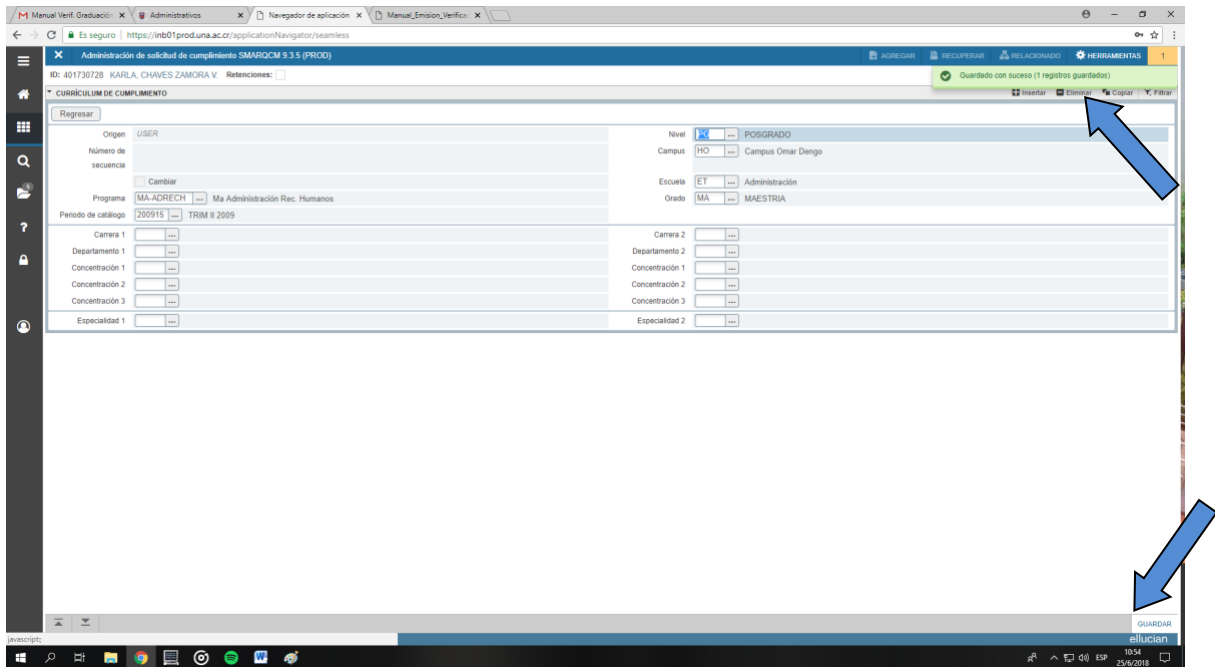 Manual Verif. Graduación
Administrativos
Navegador de aplicación
Manual_Emision_Verifica
Es seguro | https://inb01prod.una.ac.cr/applicationNavigator/seamless
Administración de solicitud de cumplimiento SMARQCM 9.3.5 (PROD)
AGREGAR RECUPERAR RELACIONADO HERRAMIENTAS 1
ID: 401730728 KARLA, CHAVES ZAMORA V. Retenciones:
Guardado con suceso (1 registros guardados)
CURRÍCULUM DE CUMPLIMIENTO
Insertar Eliminar Copiar Filtrar
Regresar
Origen USER Nivel PG ... POSGRADO
Número de secuencia Campus HO ... Campus Omar Dengo
Cambiar Escuela ET ... Administración
Programa MA-ADRECH ... Ma Administración Rec. Humanos Grado MA ... MAESTRIA
Periodo de catálogo 200915 ... TRIM II 2009
Carrera 1 ... Carrera 2 ...
Departamento 1 ... Departamento 2 ...
Concentración 1 ... Concentración 1 ...
Concentración 2 ... Concentración 2 ...
Concentración 3 ... Concentración 3 ...
Especialidad 1 ... Especialidad 2 ...
GUARDAR
javascript:;
ellucian
ESP
10:54
25/6/2018